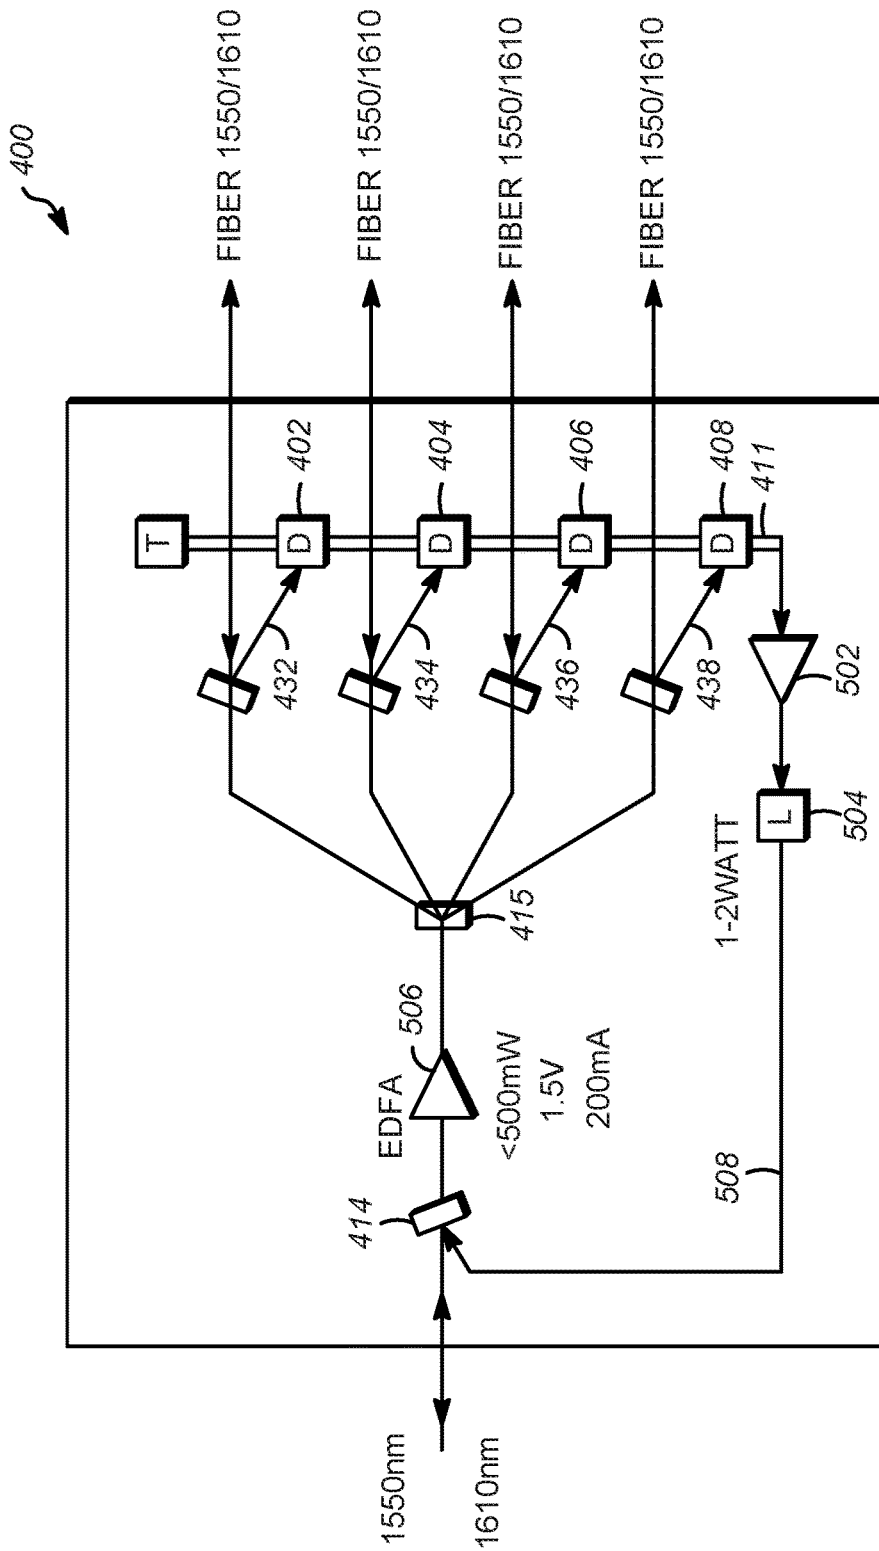 400
FIBER 1550/1610
FIBER 1550/1610
FIBER 1550/1610
FIBER 1550/1610
T
D
402
D
404
D
406
D
408
411
432
434
436
438
502
L
504
1-2WATT
415
506
EDFA
<500mW
1.5V
200mA
414
508
1550nm
1610nm